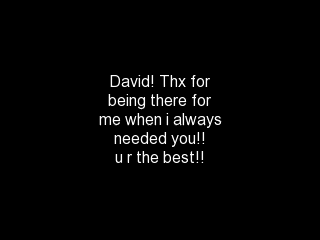 David! Thx for
being there for
me when i always
needed you!!
u r the best!!